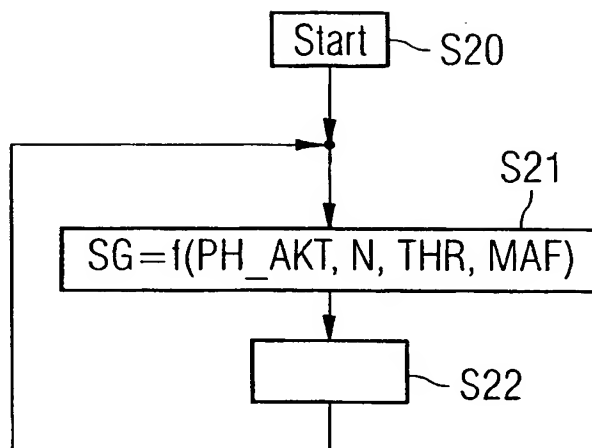 Start
S20
S21
SG=f(PH_AKT, N, THR, MAF)
S22